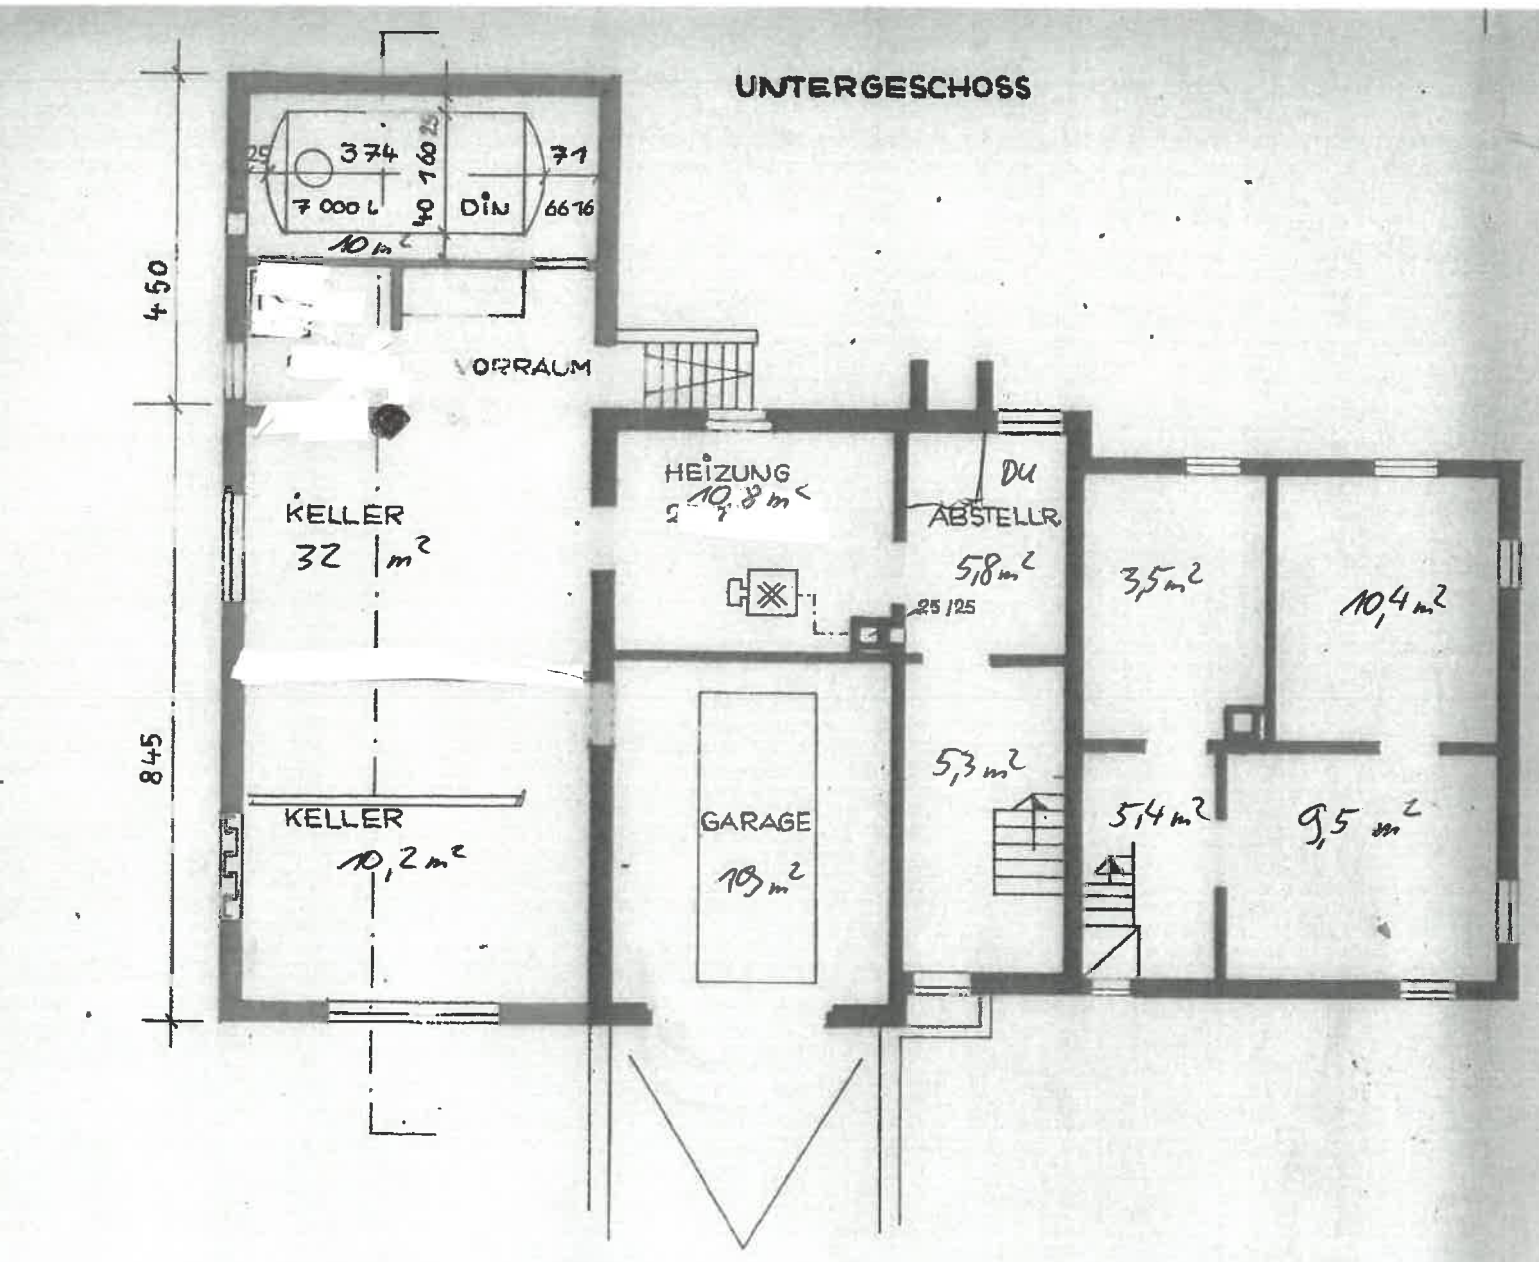 UNTERGESCHOSS
25
374
40 160 25
71
7000 L
DIN
6616
10 m²
450
VORRAUM
HEIZUNG
10,8 m²
DU
ABSTELLR.
5,8 m²
25/25
KELLER
32 m²
3,5 m²
10,4 m²
845
KELLER
10,2 m²
GARAGE
19 m²
5,3 m²
5,4 m²
9,5 m²